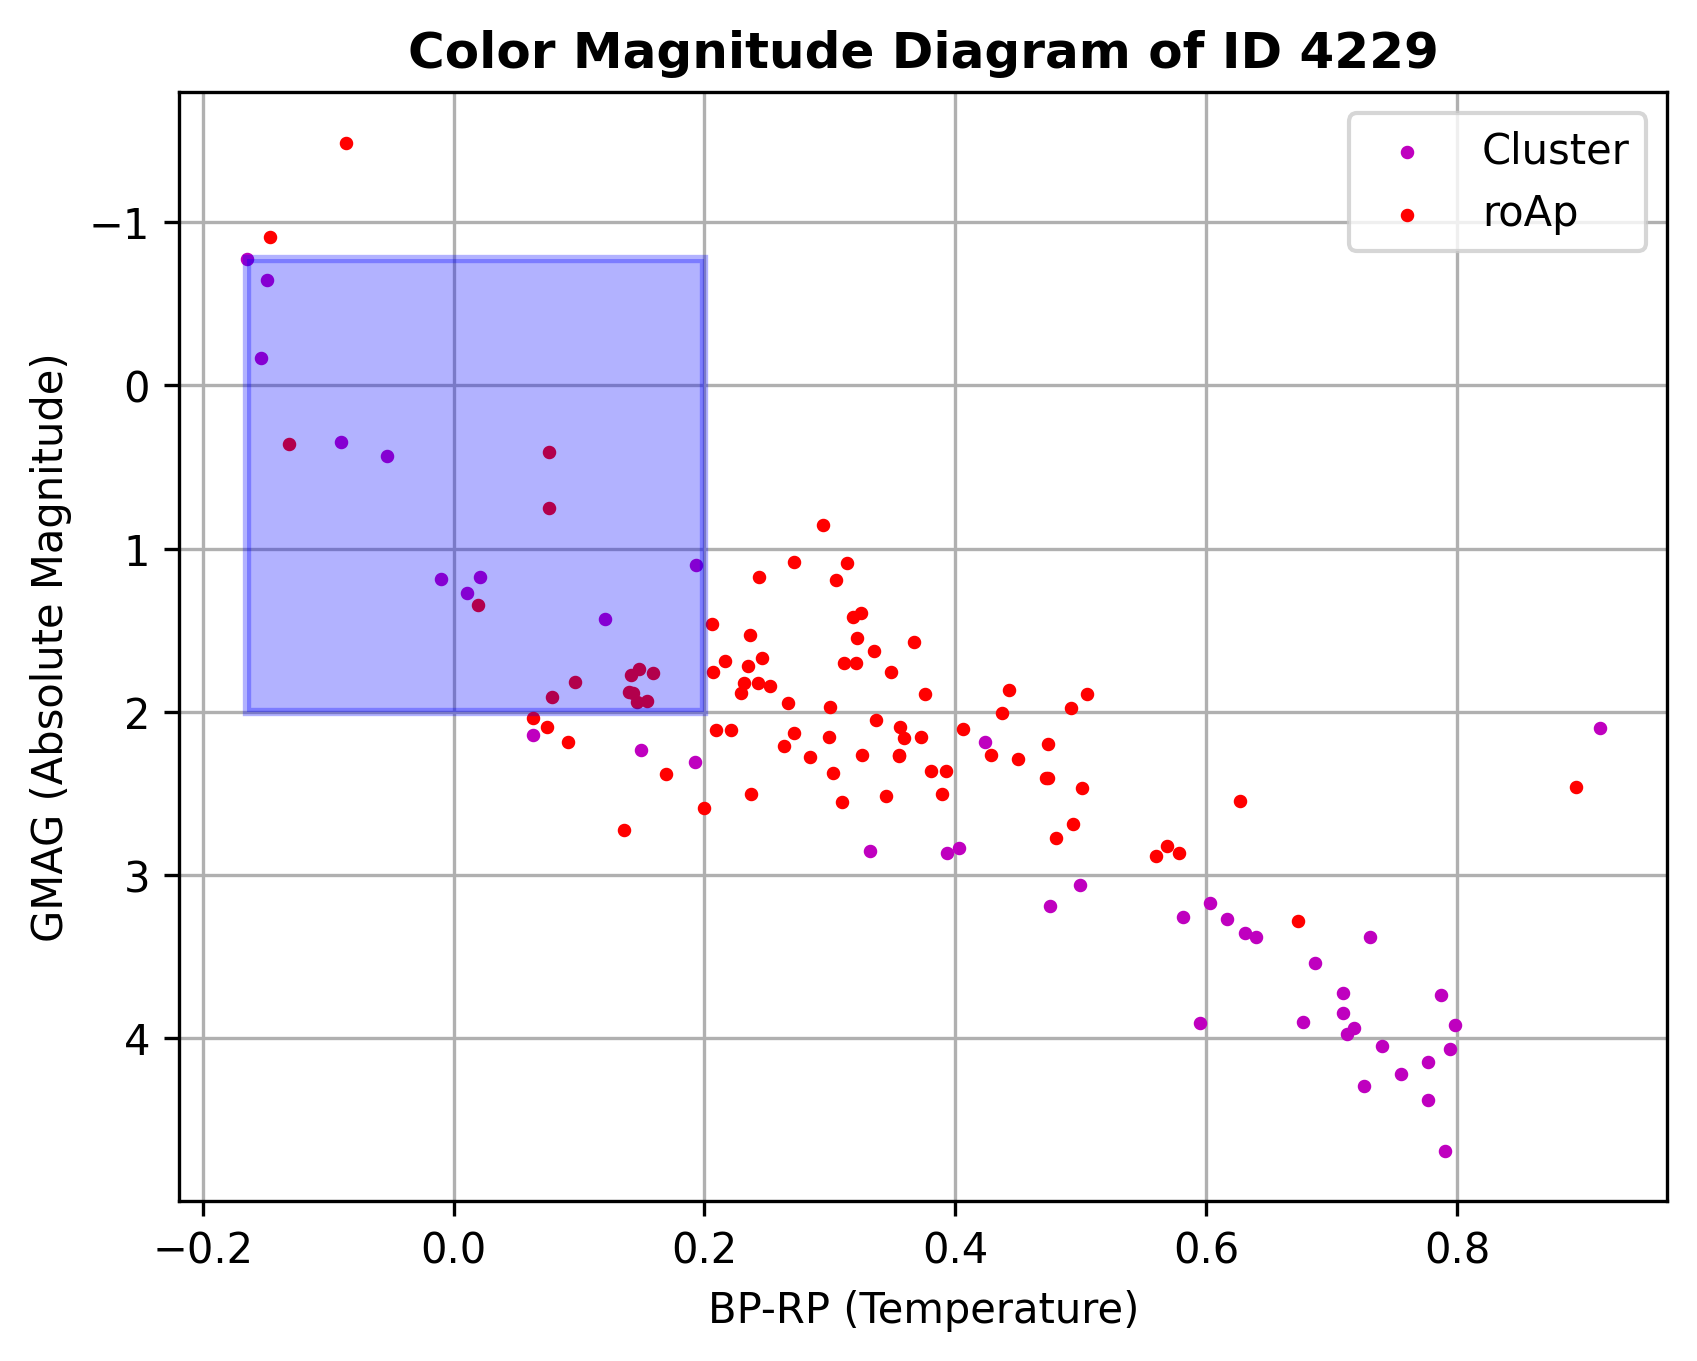 Color Magnitude Diagram of ID 4229
Cluster
roAp
−1
0
1
2
3
4
GMAG (Absolute Magnitude)
−0.2 0.0 0.2 0.4 0.6 0.8
BP-RP (Temperature)